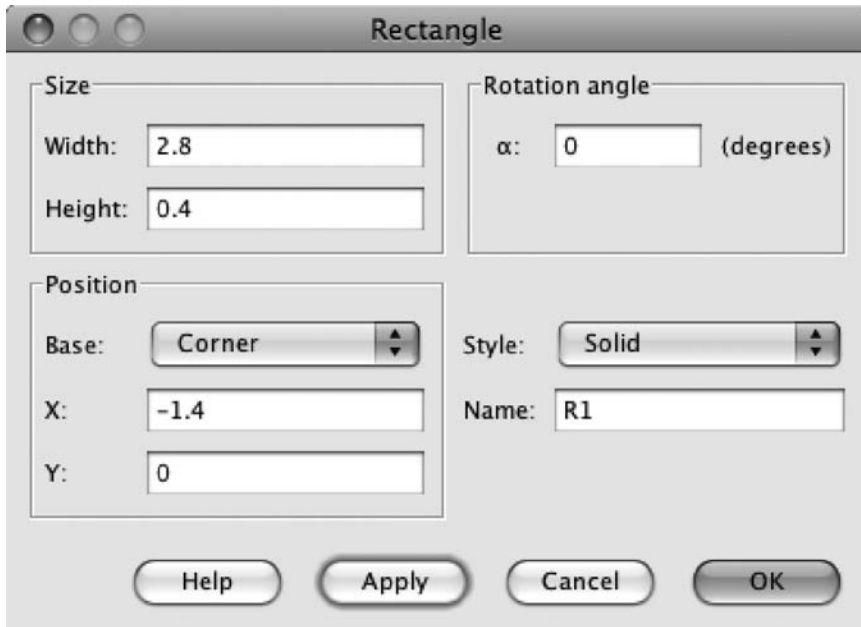 Rectangle
Size
Width: 2.8
Height: 0.4
Rotation angle
α: 0 (degrees)
Position
Base: Corner
X: -1.4
Y: 0
Style: Solid
Name: R1
Help Apply Cancel OK